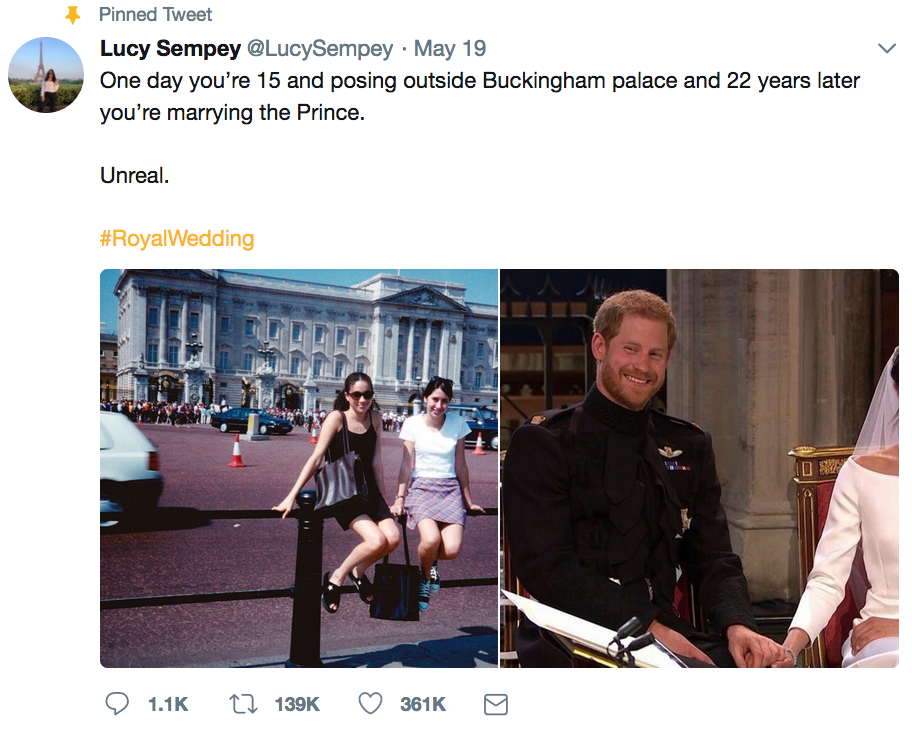 Pinned Tweet
Lucy Sempey @LucySempey · May 19
One day you’re 15 and posing outside Buckingham palace and 22 years later
you’re marrying the Prince.
Unreal.
#RoyalWedding
1.1K 139K 361K